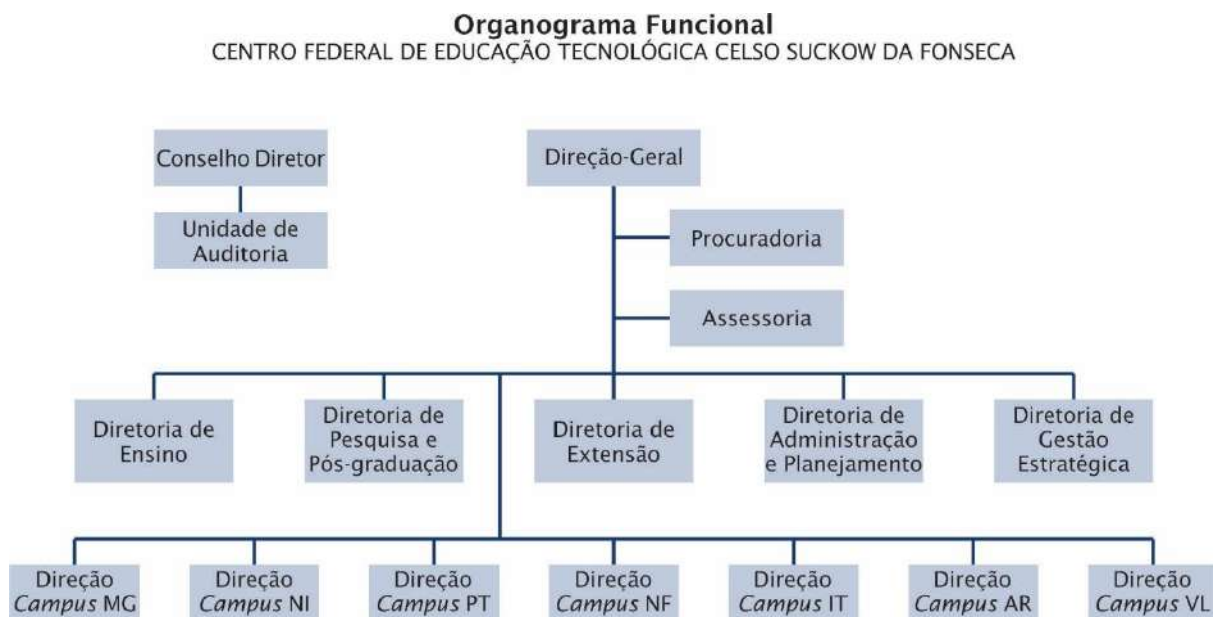 Organograma Funcional
CENTRO FEDERAL DE EDUCAÇÃO TECNOLÓGICA CELSO SUCKOW DA FONSECA
Conselho Diretor
Unidade de
Auditoria
Direção-Geral
Procuradoria
Assessoria
Diretoria de
Ensino
Diretoria de
Pesquisa e
Pós-graduação
Diretoria de
Extensão
Diretoria de
Administração
e Planejamento
Diretoria de
Gestão
Estratégica
Direção
Campus MG
Direção
Campus NI
Direção
Campus PT
Direção
Campus NF
Direção
Campus IT
Direção
Campus AR
Direção
Campus VL